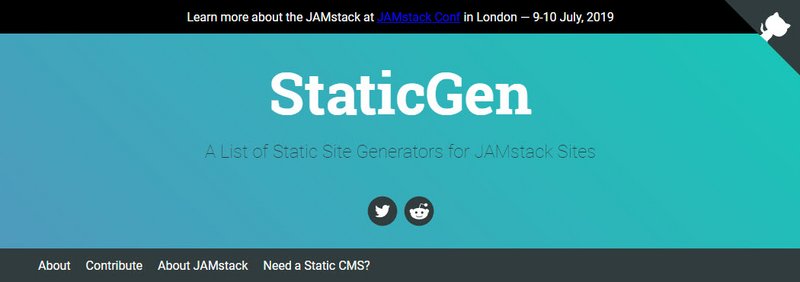 Learn more about the JAMstack at JAMstack Conf in London — 9-10 July, 2019
StaticGen
A List of Static Site Generators for JAMstack Sites
About Contribute About JAMstack Need a Static CMS?